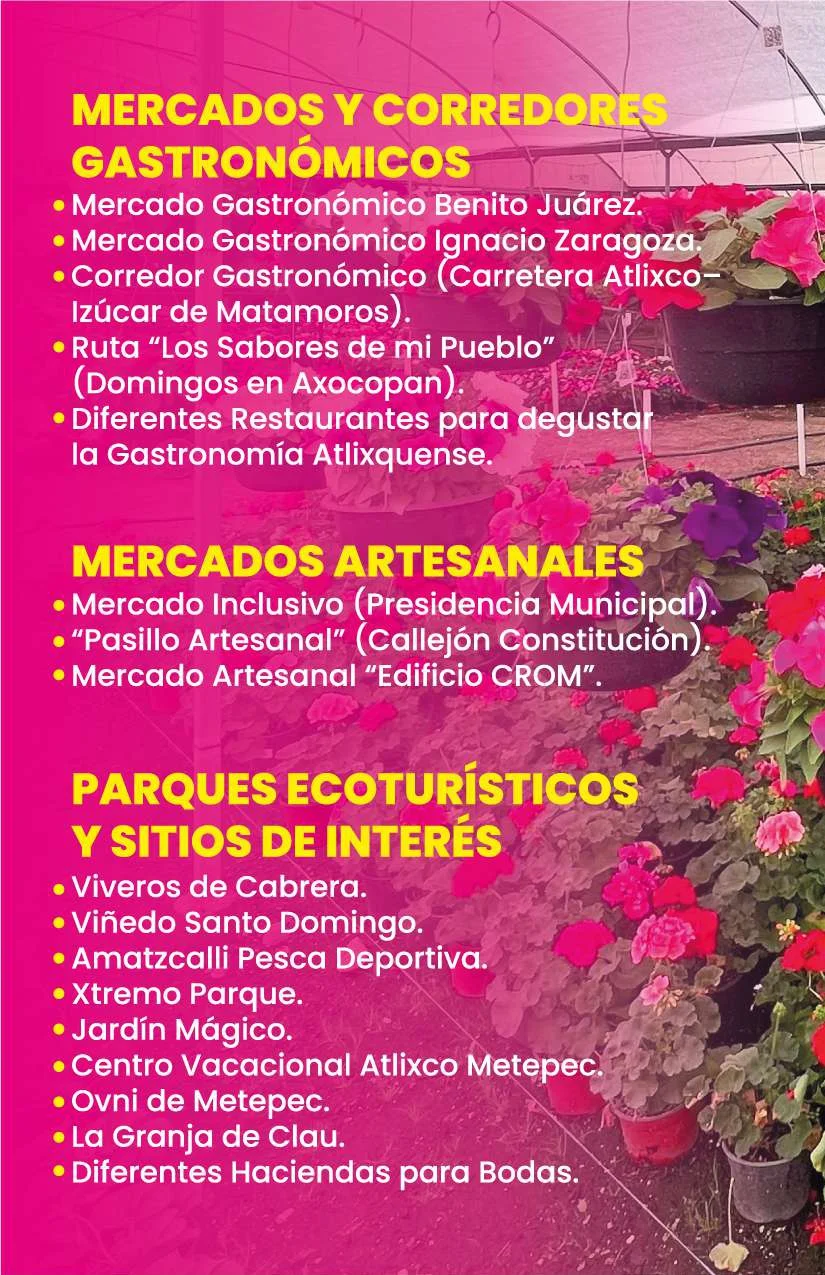 MERCADOS Y CORREDORES
GASTRONÓMICOS
• Mercado Gastronómico Benito Juárez.
• Mercado Gastronómico Ignacio Zaragoza.
• Corredor Gastronómico (Carretera Atlixco–
Izúcar de Matamoros).
• Ruta “Los Sabores de mi Pueblo”
(Domingos en Axocopan).
• Diferentes Restaurantes para degustar
la Gastronomía Atlixquense.
MERCADOS ARTESANALES
• Mercado Inclusivo (Presidencia Municipal).
• “Pasillo Artesanal” (Callejón Constitución).
• Mercado Artesanal “Edificio CROM”.
PARQUES ECOTURÍSTICOS
Y SITIOS DE INTERÉS
• Viveros de Cabrera.
• Viñedo Santo Domingo.
• Amatzcalli Pesca Deportiva.
• Xtremo Parque.
• Jardín Mágico.
• Centro Vacacional Atlixco Metepec.
• Ovni de Metepec.
• La Granja de Clau.
• Diferentes Haciendas para Bodas.